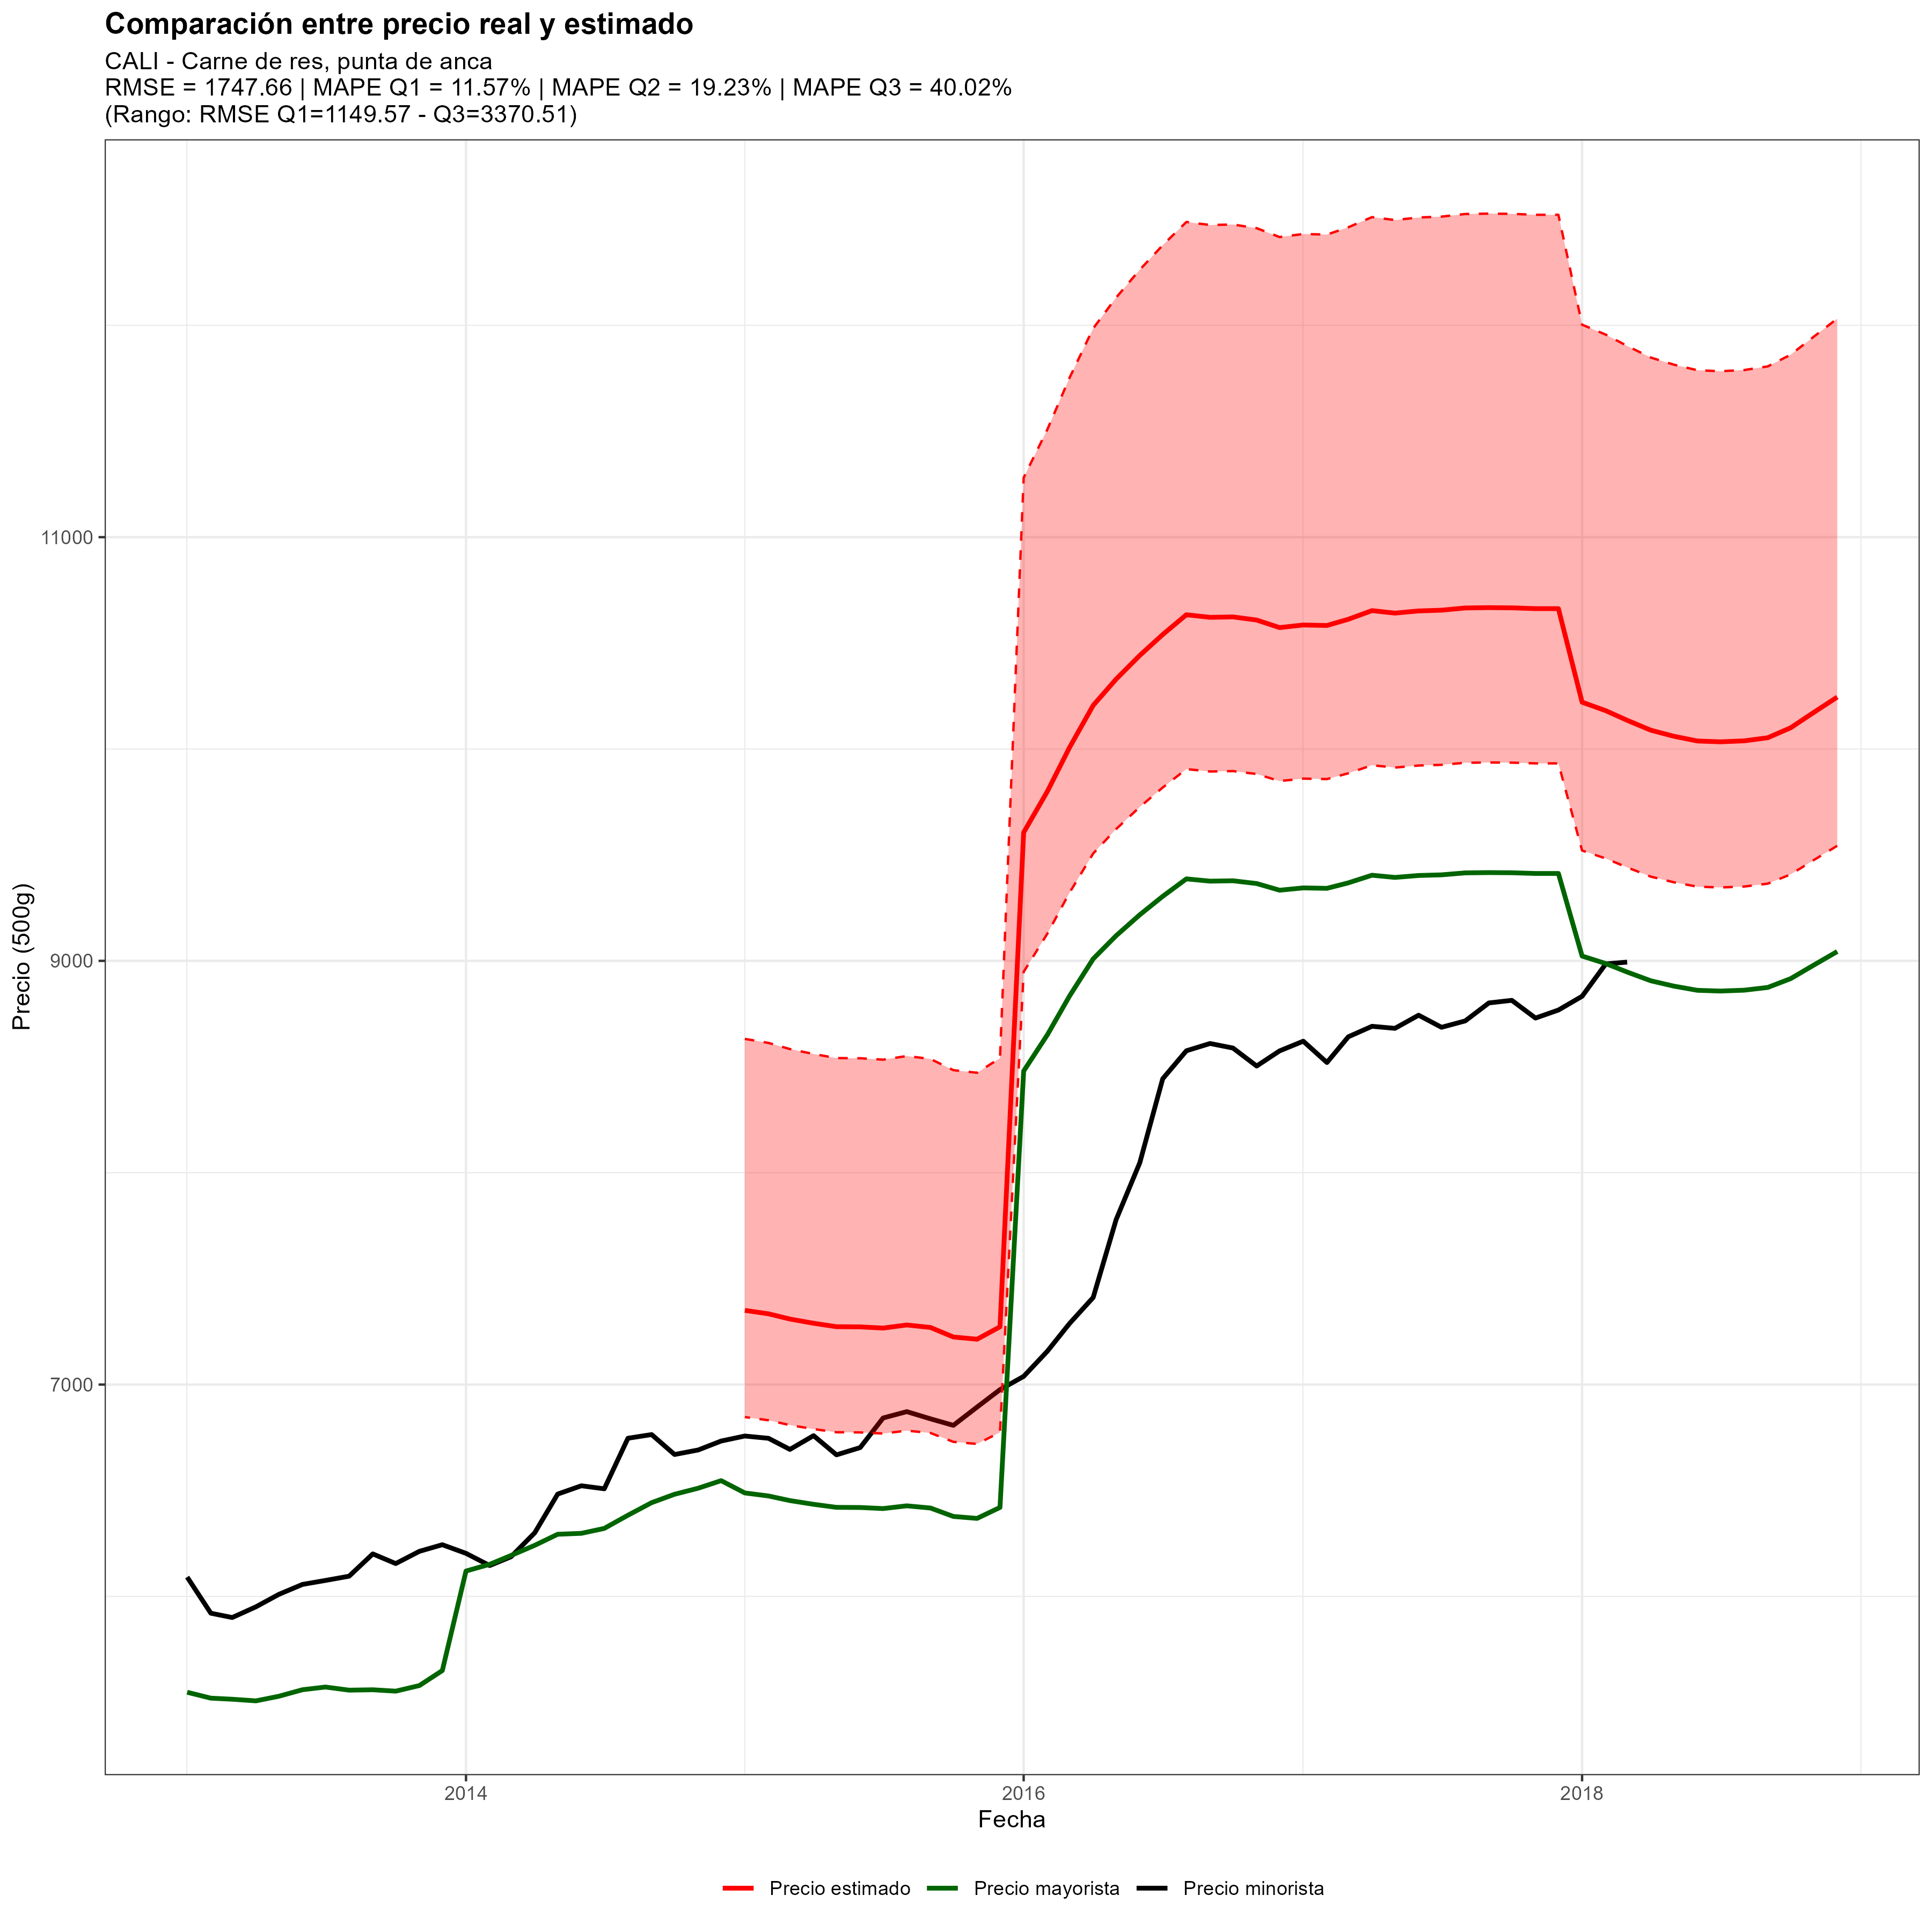 Comparación entre precio real y estimado
CALI - Carne de res, punta de anca
RMSE = 1747.66 | MAPE Q1 = 11.57% | MAPE Q2 = 19.23% | MAPE Q3 = 40.02%
(Rango: RMSE Q1=1149.57 - Q3=3370.51)
Precio (500g)
11000
9000
7000
2014
2016
2018
Fecha
Precio estimado
Precio mayorista
Precio minorista